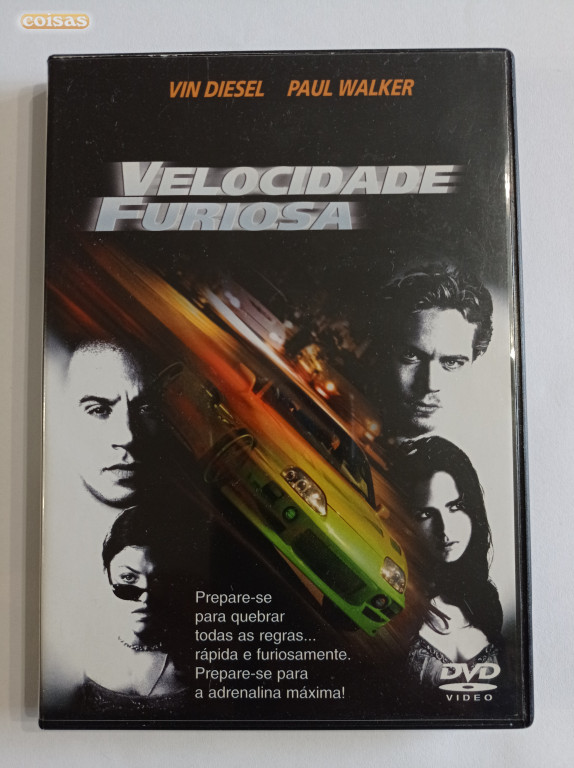 coisas
VIN DIESEL PAUL WALKER
VELOCIDADE
FURIOSA
Prepare-se
para quebrar
todas as regras...
rápida e furiosamente.
Prepare-se para
a adrenalina máxima!
DVD
VIDEO